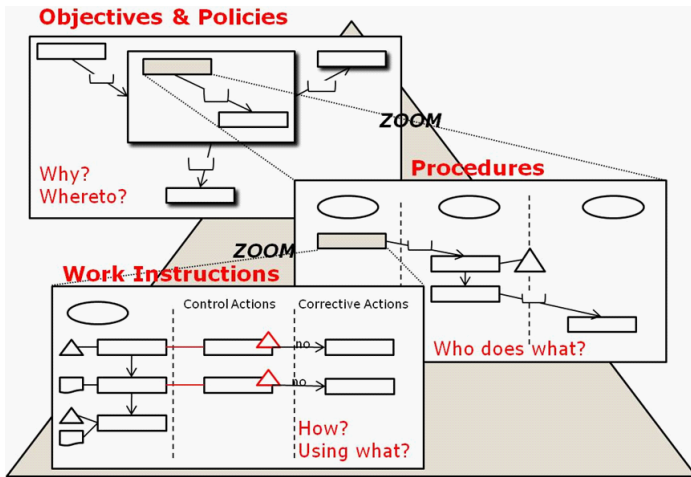 Objectives & Policies
ZOOM
Why?
Whereto?
Procedures
ZOOM
Work Instructions
Control Actions
Corrective Actions
no
no
Who does what?
How?
Using what?